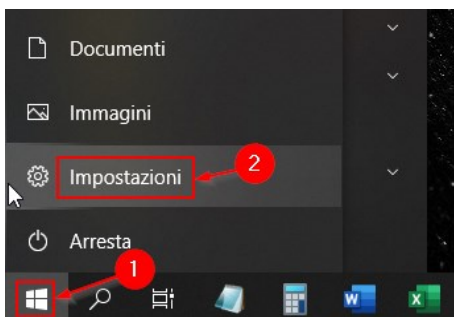 Documenti
Immagini
Impostazioni
2
Arresta
1
W
X